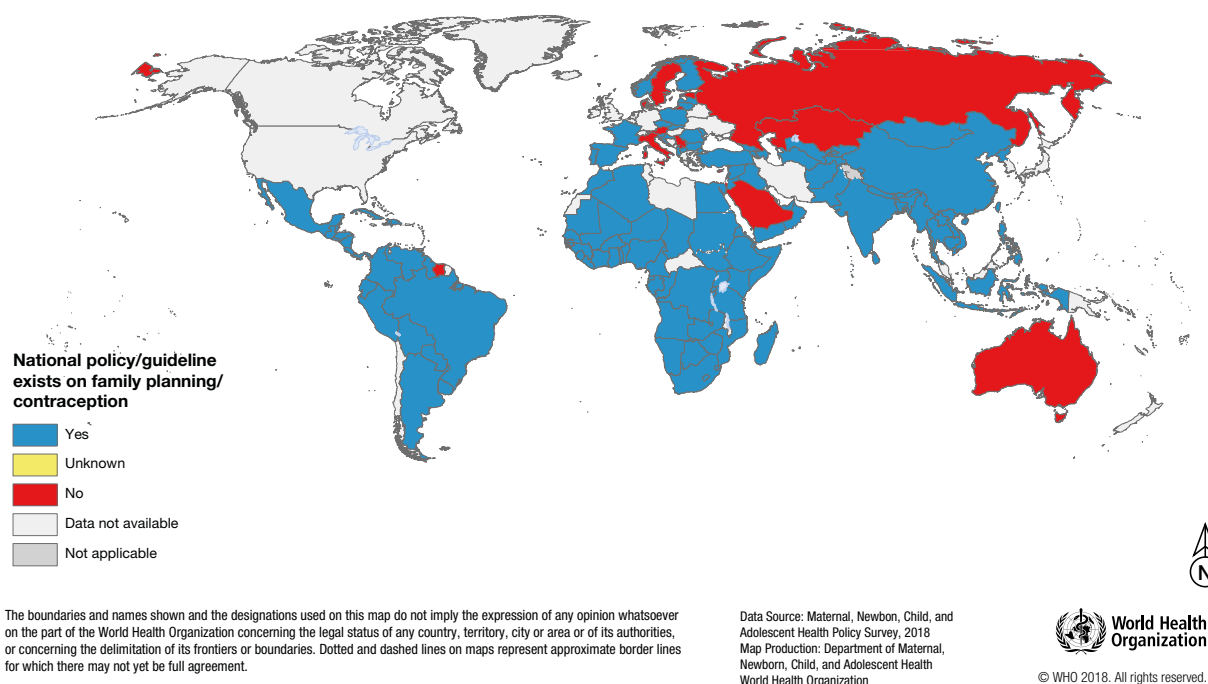 National policy/guideline
exists on family planning/
contraception
Yes
Unknown
No
Data not available
Not applicable
N
The boundaries and names shown and the designations used on this map do not imply the expression of any opinion whatsoever
on the part of the World Health Organization concerning the legal status of any country, territory, city or area or of its authorities,
or concerning the delimitation of its frontiers or boundaries. Dotted and dashed lines on maps represent approximate border lines
for which there may not yet be full agreement.
Data Source: Maternal, Newbon, Child, and
Adolescent Health Policy Survey, 2018
Map Production: Department of Maternal,
Newborn, Child, and Adolescent Health
World Health Organization
World Health
Organization
© WHO 2018. All rights reserved.